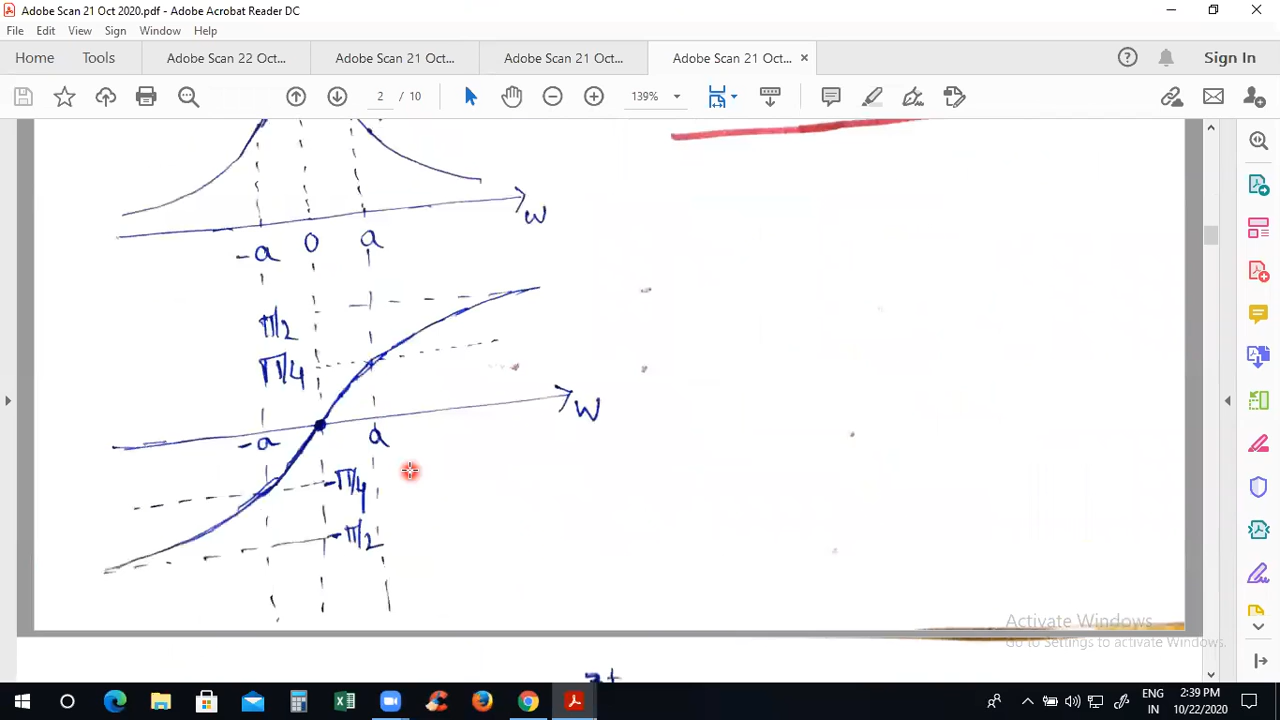 Adobe Scan 21 Oct 2020.pdf - Adobe Acrobat Reader DC
File Edit View Sign Window Help
Home Tools Adobe Scan 22 Oct... Adobe Scan 21 Oct... Adobe Scan 21 Oct... Adobe Scan 21 Oct... × Sign In
2 / 10 139%
w
-a 0 a
π/2
π/4
w
-a a
-π/4
-π/2
Activate Windows
Go to Settings to activate Windows.
ENG 2:39 PM
IN 10/22/2020